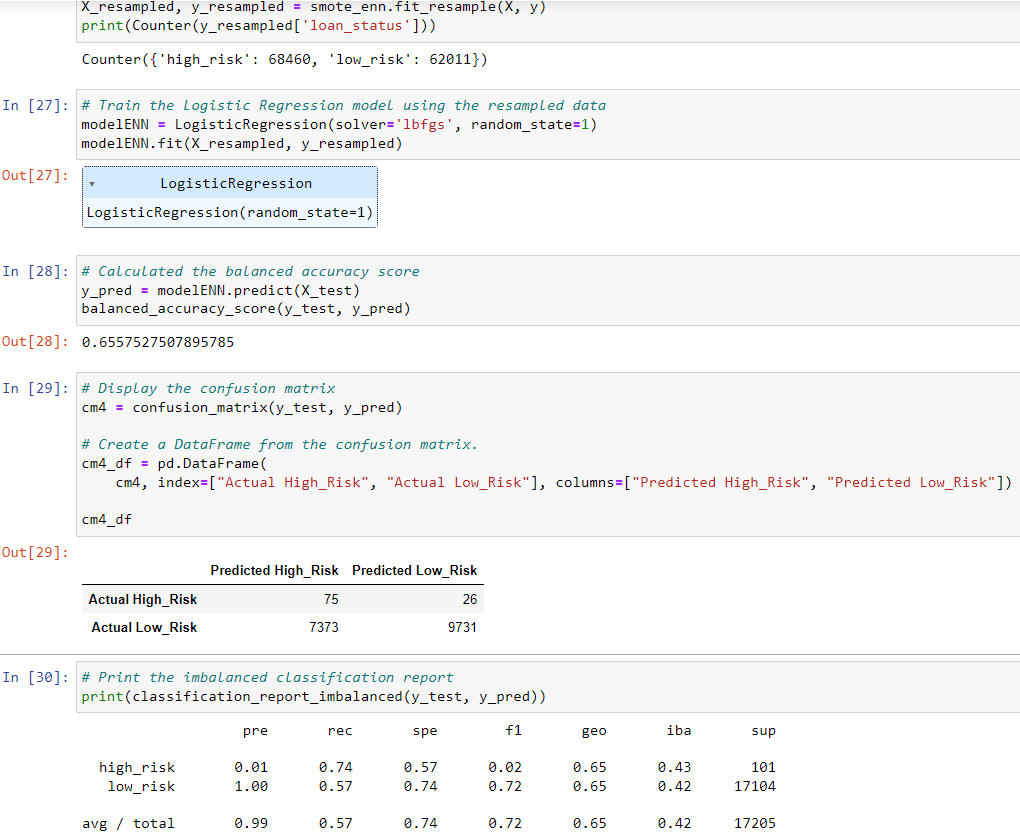 X_resampled, y_resampled = smote_enn.fit_resample(X, y)
print(Counter(y_resampled['loan_status']))
Counter({'high_risk': 68460, 'low_risk': 62011})
In [27]: # Train the Logistic Regression model using the resampled data
modelENN = LogisticRegression(solver='lbfgs', random_state=1)
modelENN.fit(X_resampled, y_resampled)
Out[27]:
LogisticRegression
LogisticRegression(random_state=1)
In [28]: # Calculated the balanced accuracy score
y_pred = modelENN.predict(X_test)
balanced_accuracy_score(y_test, y_pred)
Out[28]: 0.6557527507895785
In [29]: # Display the confusion matrix
cm4 = confusion_matrix(y_test, y_pred)
# Create a DataFrame from the confusion matrix.
cm4_df = pd.DataFrame(
cm4, index=["Actual High_Risk", "Actual Low_Risk"], columns=["Predicted High_Risk", "Predicted Low_Risk"])
cm4_df
Out[29]:
Predicted High_Risk Predicted Low_Risk
Actual High_Risk 75 26
Actual Low_Risk 7373 9731
In [30]: # Print the imbalanced classification report
print(classification_report_imbalanced(y_test, y_pred))
pre rec spe f1 geo iba sup
high_risk 0.01 0.74 0.57 0.02 0.65 0.43 101
low_risk 1.00 0.57 0.74 0.72 0.65 0.42 17104
avg / total 0.99 0.57 0.74 0.72 0.65 0.42 17205